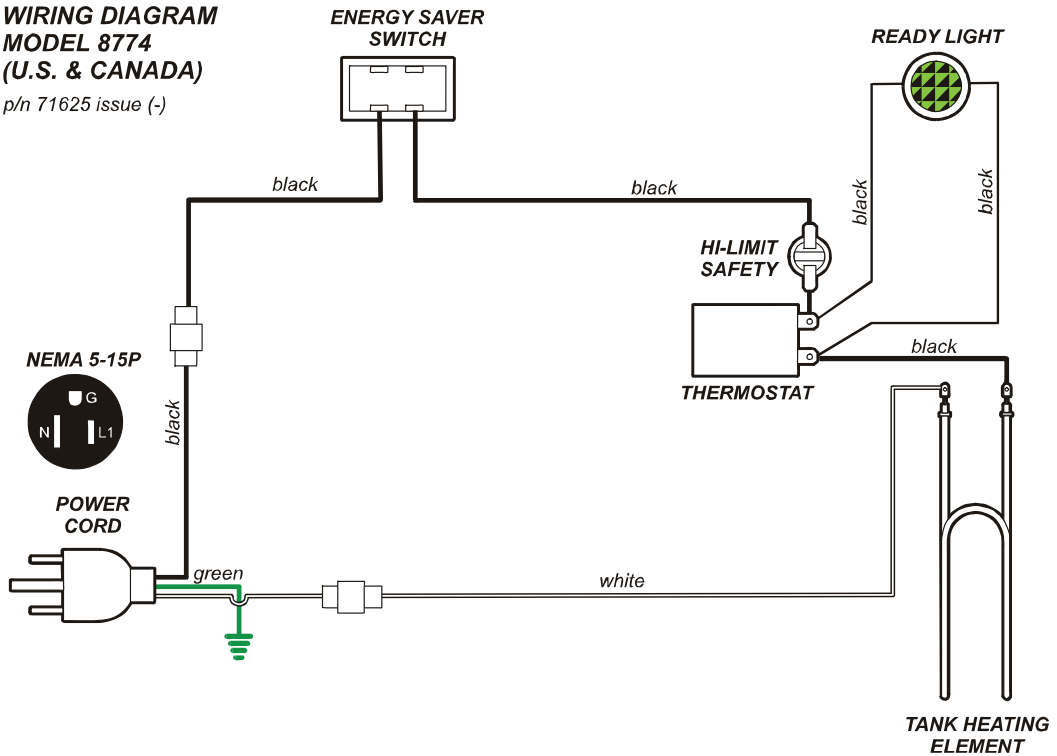 WIRING DIAGRAM
MODEL 8774
(U.S. & CANADA)
p/n 71625 issue (-)
ENERGY SAVER
SWITCH
READY LIGHT
black
black
black
black
HI-LIMIT
SAFETY
black
THERMOSTAT
NEMA 5-15P
G
N
L1
black
POWER
CORD
green
white
TANK HEATING
ELEMENT